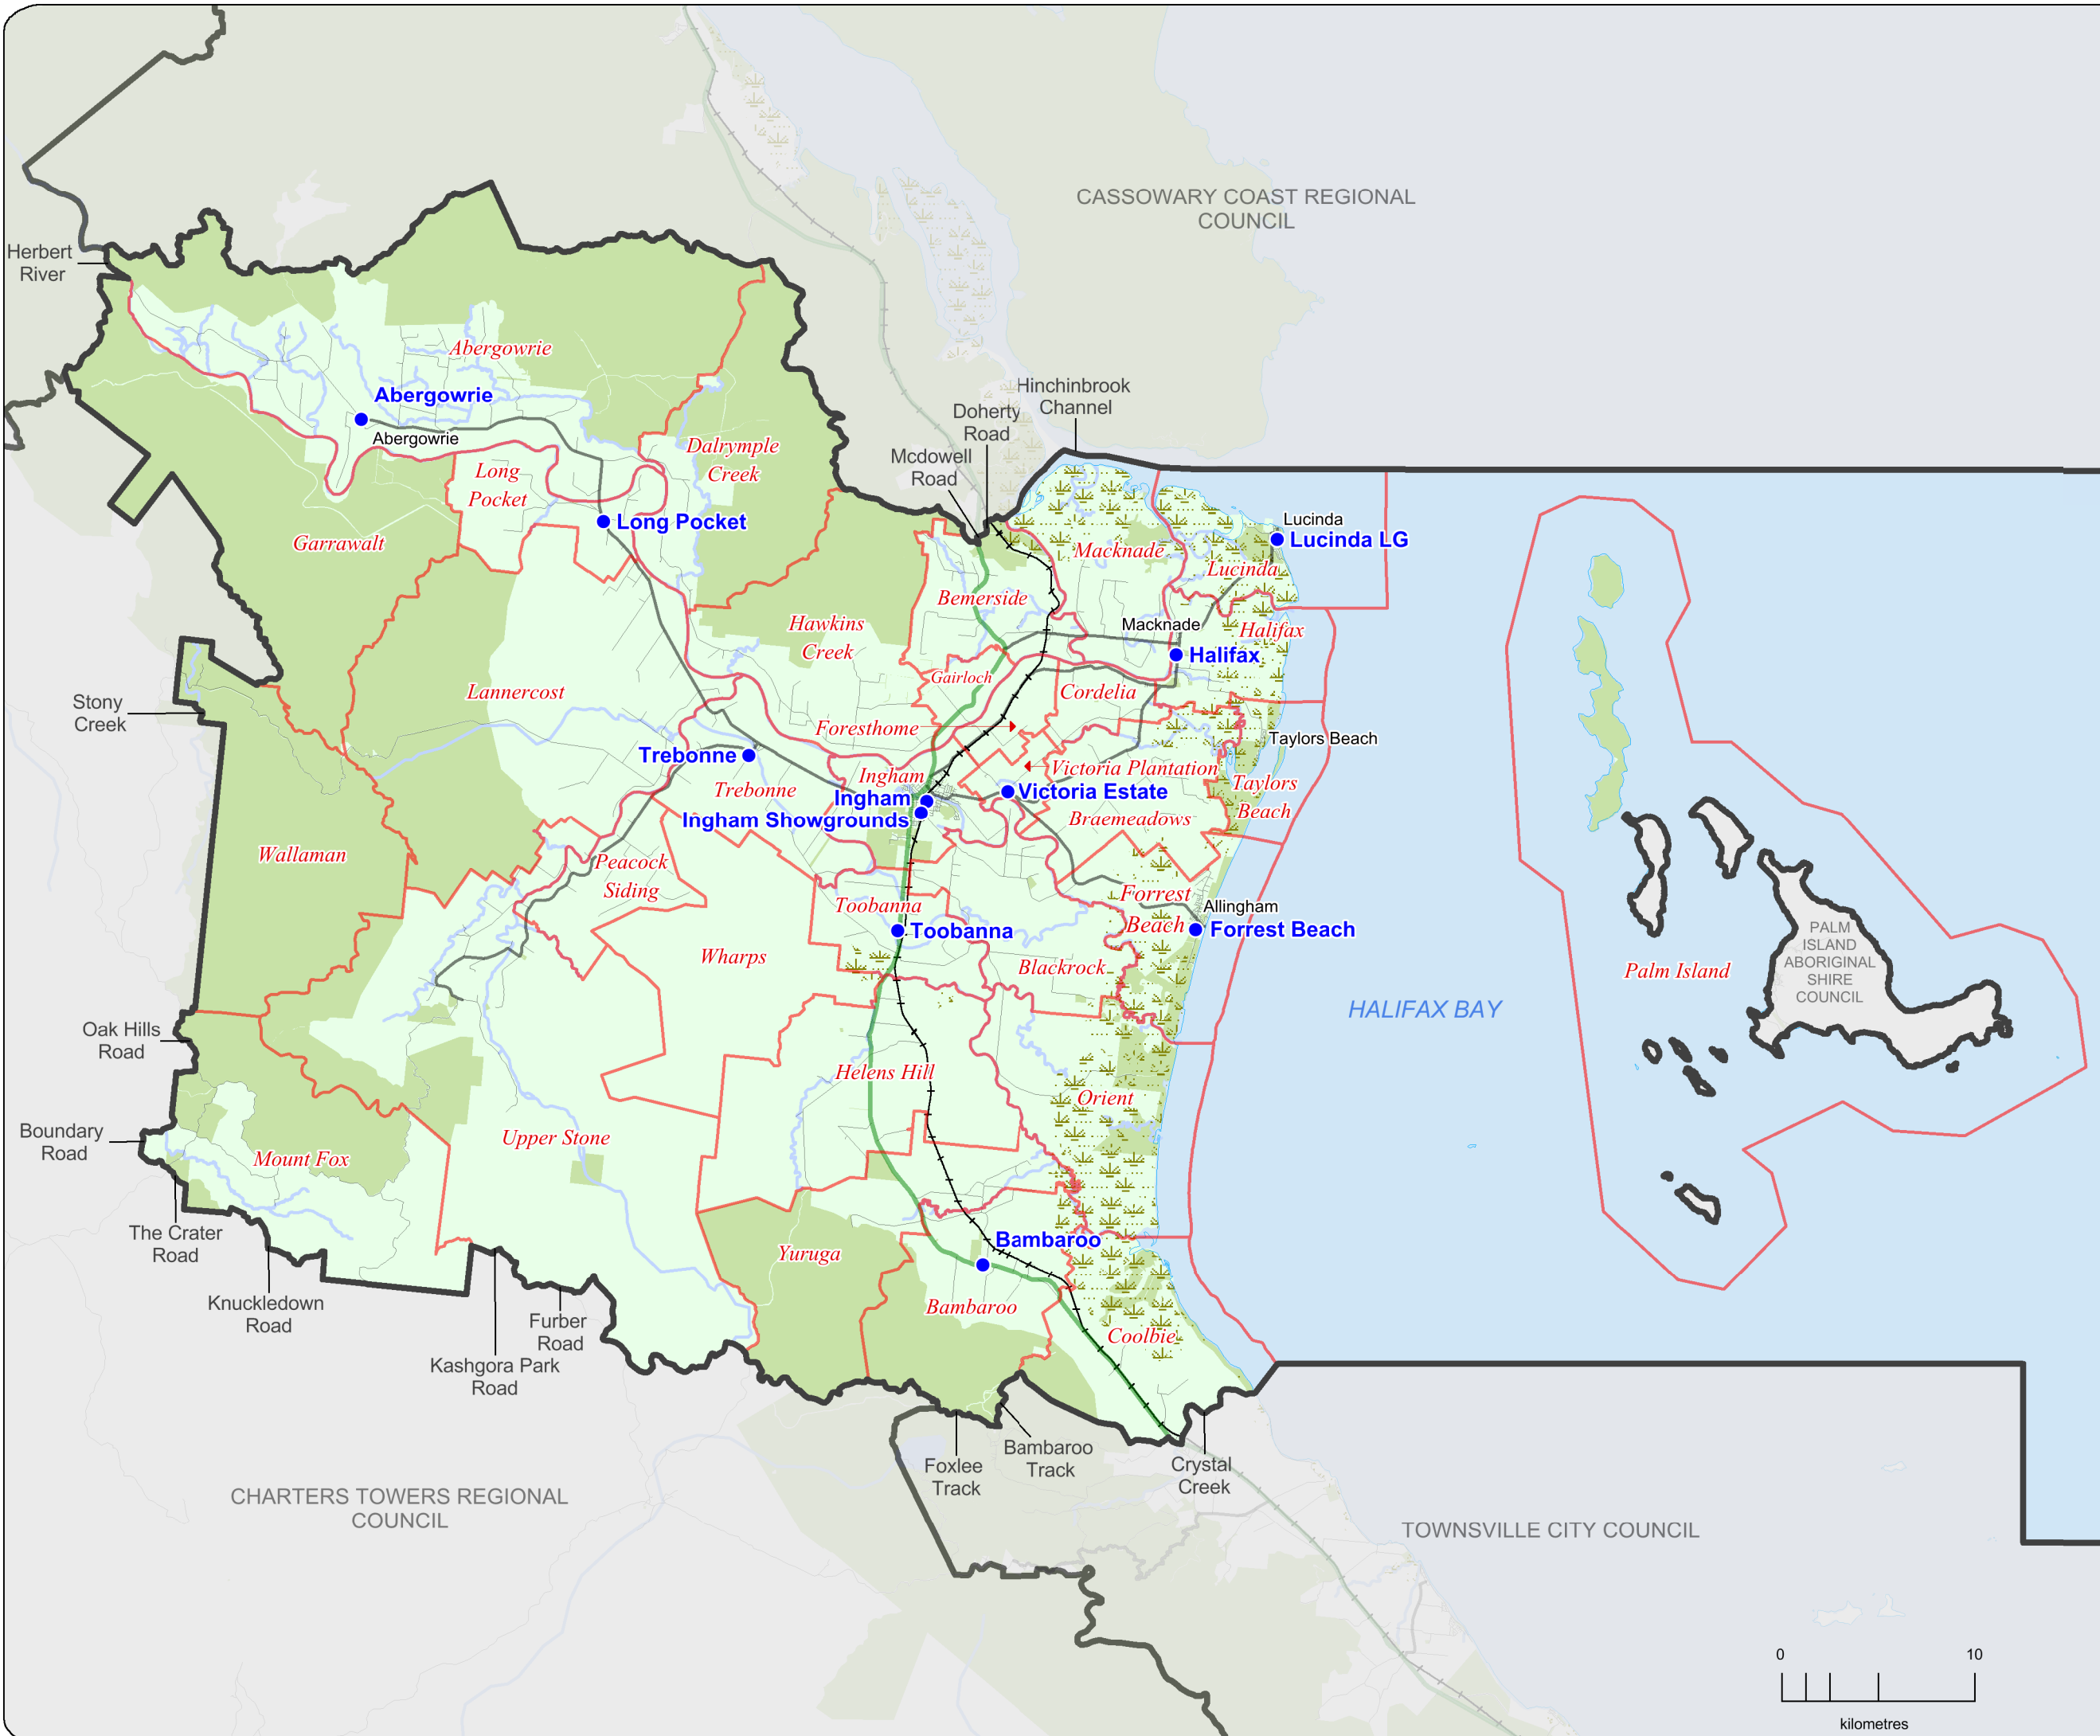 CASSOWARY COAST REGIONAL
COUNCIL
Herbert
River
Abergowrie
Hinchinbrook
Channel
Abergowrie
Doherty
Road
Abergowrie
Dalrymple
Creek
Mcdowell
Road
Long
Pocket
Long Pocket
Lucinda
Lucinda LG
Garrawalt
Macknade
Lucinda
Bemerside
Hawkins
Creek
Macknade
Halifax
Halifax
Gairloch
Lannercost
Cordelia
Stony
Creek
Foresthome
Taylors Beach
Trebonne
Victoria Plantation
Ingham
Trebonne
Taylors
Beach
Ingham
Victoria Estate
Ingham Showgrounds
Braemeadows
Wallaman
Peacock
Siding
Forrest
Beach
Toobanna
Allingham
Toobanna
Forrest Beach
PALM
ISLAND
ABORIGINAL
SHIRE
COUNCIL
Wharps
Blackrock
Palm Island
HALIFAX BAY
Oak Hills
Road
Helens Hill
Orient
Boundary
Road
Upper Stone
Mount Fox
The Crater
Road
Yuruga
Bambaroo
Knuckledown
Road
Bambaroo
Furber
Road
Coolbie
Kashgora Park
Road
Bambaroo
Track
Foxlee
Track
Crystal
Creek
CHARTERS TOWERS REGIONAL
COUNCIL
TOWNSVILLE CITY COUNCIL
0 10
kilometres